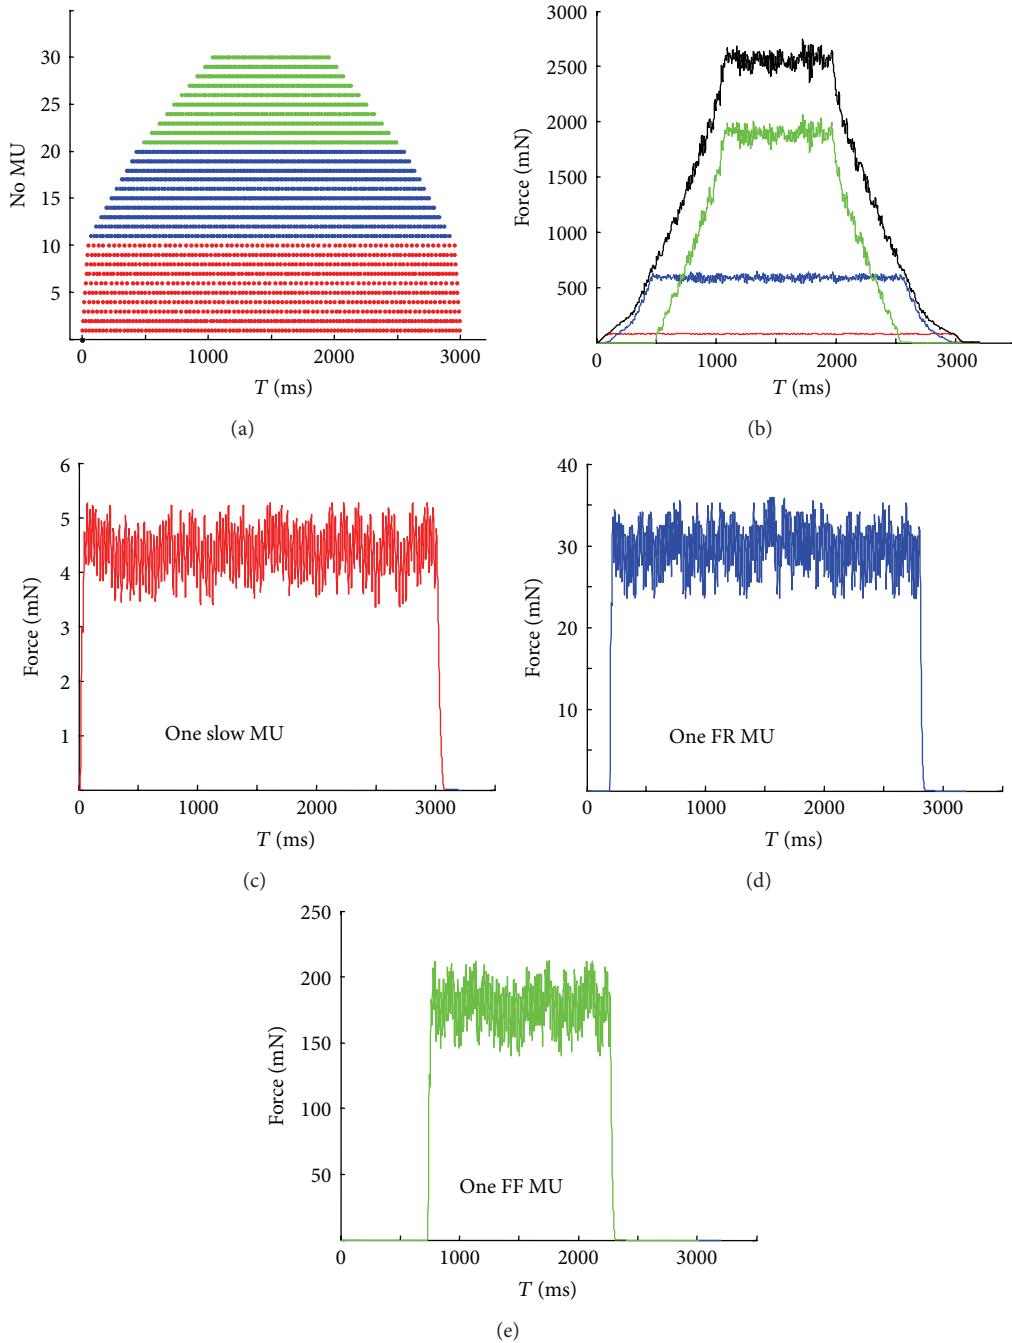 30
25
20
15
10
5
No MU
0
1000
2000
3000
T (ms)
(a)
3000
2500
2000
1500
1000
500
Force (mN)
0
1000
2000
3000
T (ms)
(b)
6
5
4
3
2
1
Force (mN)
One slow MU
0
1000
2000
3000
T (ms)
(c)
40
30
20
10
Force (mN)
One FR MU
0
1000
2000
3000
T (ms)
(d)
250
200
150
100
50
Force (mN)
One FF MU
0
1000
2000
3000
T (ms)
(e)